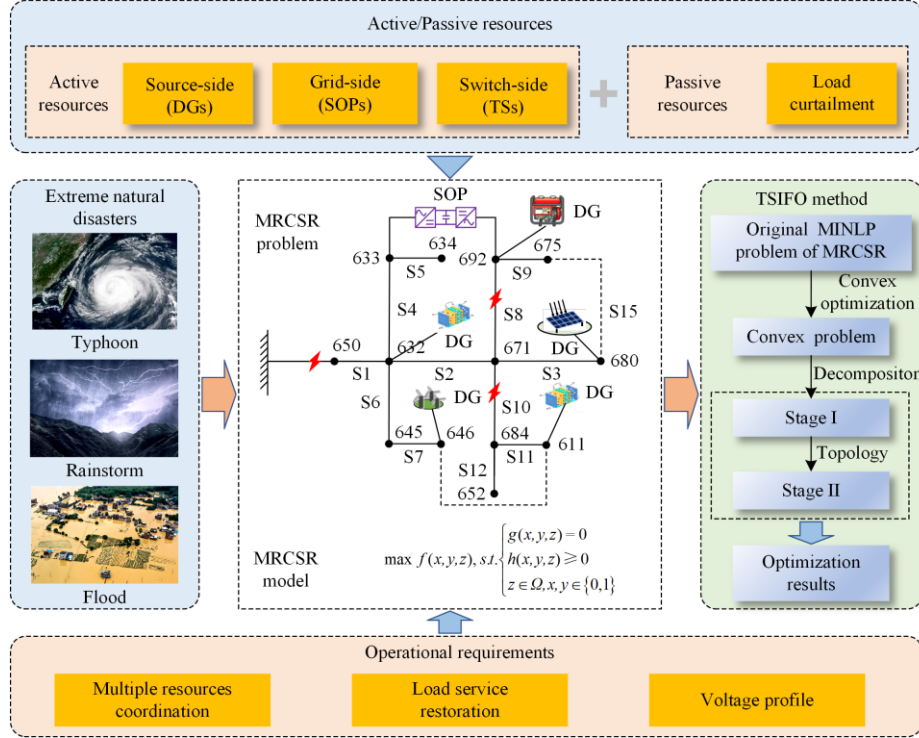 Active/Passive resources
Active
resources
Source-side
(DGs)
Grid-side
(SOPs)
Switch-side
(TSs)
Passive
resources
Load
curtailment
Extreme natural
disasters
Typhoon
Rainstorm
Flood
MRCSR
problem
SOP
DG
633
634
S5
692
675
S9
S4
S8
S15
DG
DG
650
632
671
680
S1
S2
S3
S6
DG
S10
DG
645
646
684
611
S7
S11
S12
652
MRCSR
model
max f(x,y,z), s.t. { g(x,y,z) = 0
h(x,y,z) ⩾ 0
z∈Ω, x, y∈{0,1}
TSIFO method
Original MINLP
problem of MRCSR
Convex
optimization
Convex problem
Decompositon
Stage I
Topology
Stage II
Optimization
results
Operational requirements
Multiple resources
coordination
Load service
restoration
Voltage profile